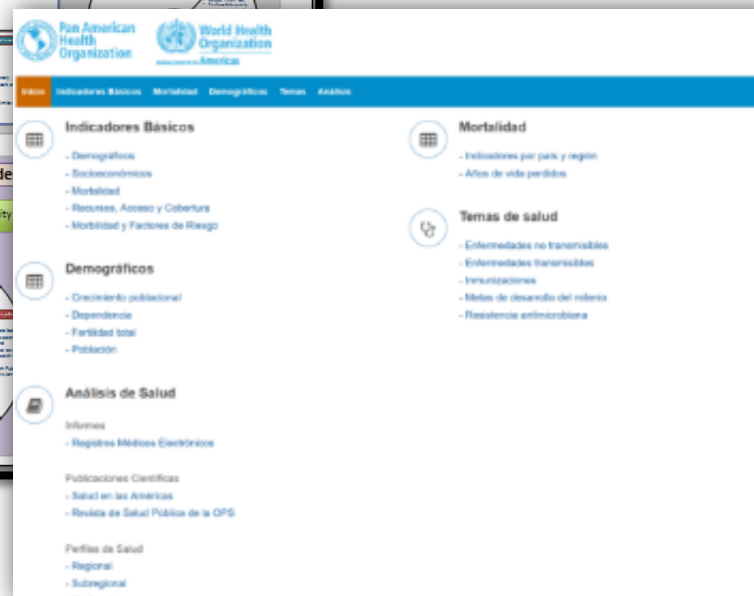 Pan American
Health
Organization
World Health
Organization
Americas
Inicio Indicadores Básicos Mortalidad Demográficos Temas Análisis
Indicadores Básicos
- Demográficos
- Socioeconómicos
- Mortalidad
- Recursos, Acceso y Cobertura
- Morbilidad y Factores de Riesgo
Demográficos
- Crecimiento poblacional
- Dependencia
- Fertilidad total
- Población
Análisis de Salud
Informes
- Registros Médicos Electrónicos
Publicaciones Científicas
- Salud en las Américas
- Revista de Salud Pública de la OPS
Perfiles de Salud
- Regional
- Subregional
Mortalidad
- Indicadores por país y región
- Años de vida perdidos
Temas de salud
- Enfermedades no transmisibles
- Enfermedades transmisibles
- Inmunizaciones
- Metas de desarrollo del milenio
- Resistencia antimicrobiana